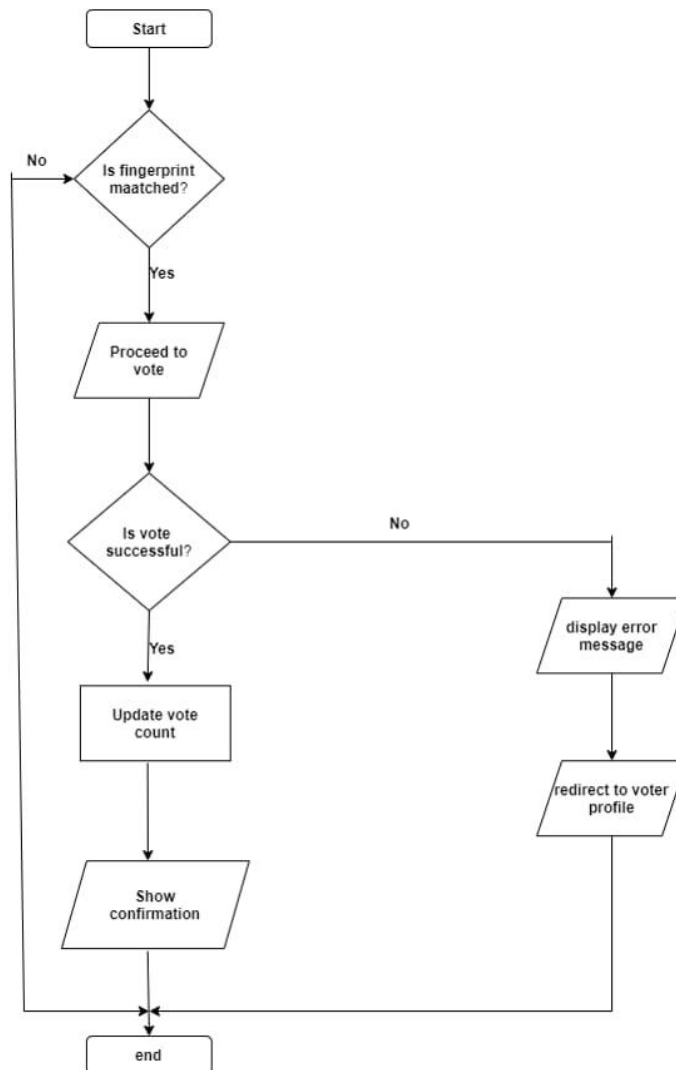 Start
No
Is fingerprint
maatched?
Yes
Proceed to
vote
Is vote
successful?
No
Yes
display error
message
Update vote
count
redirect to voter
profile
Show
confirmation
end